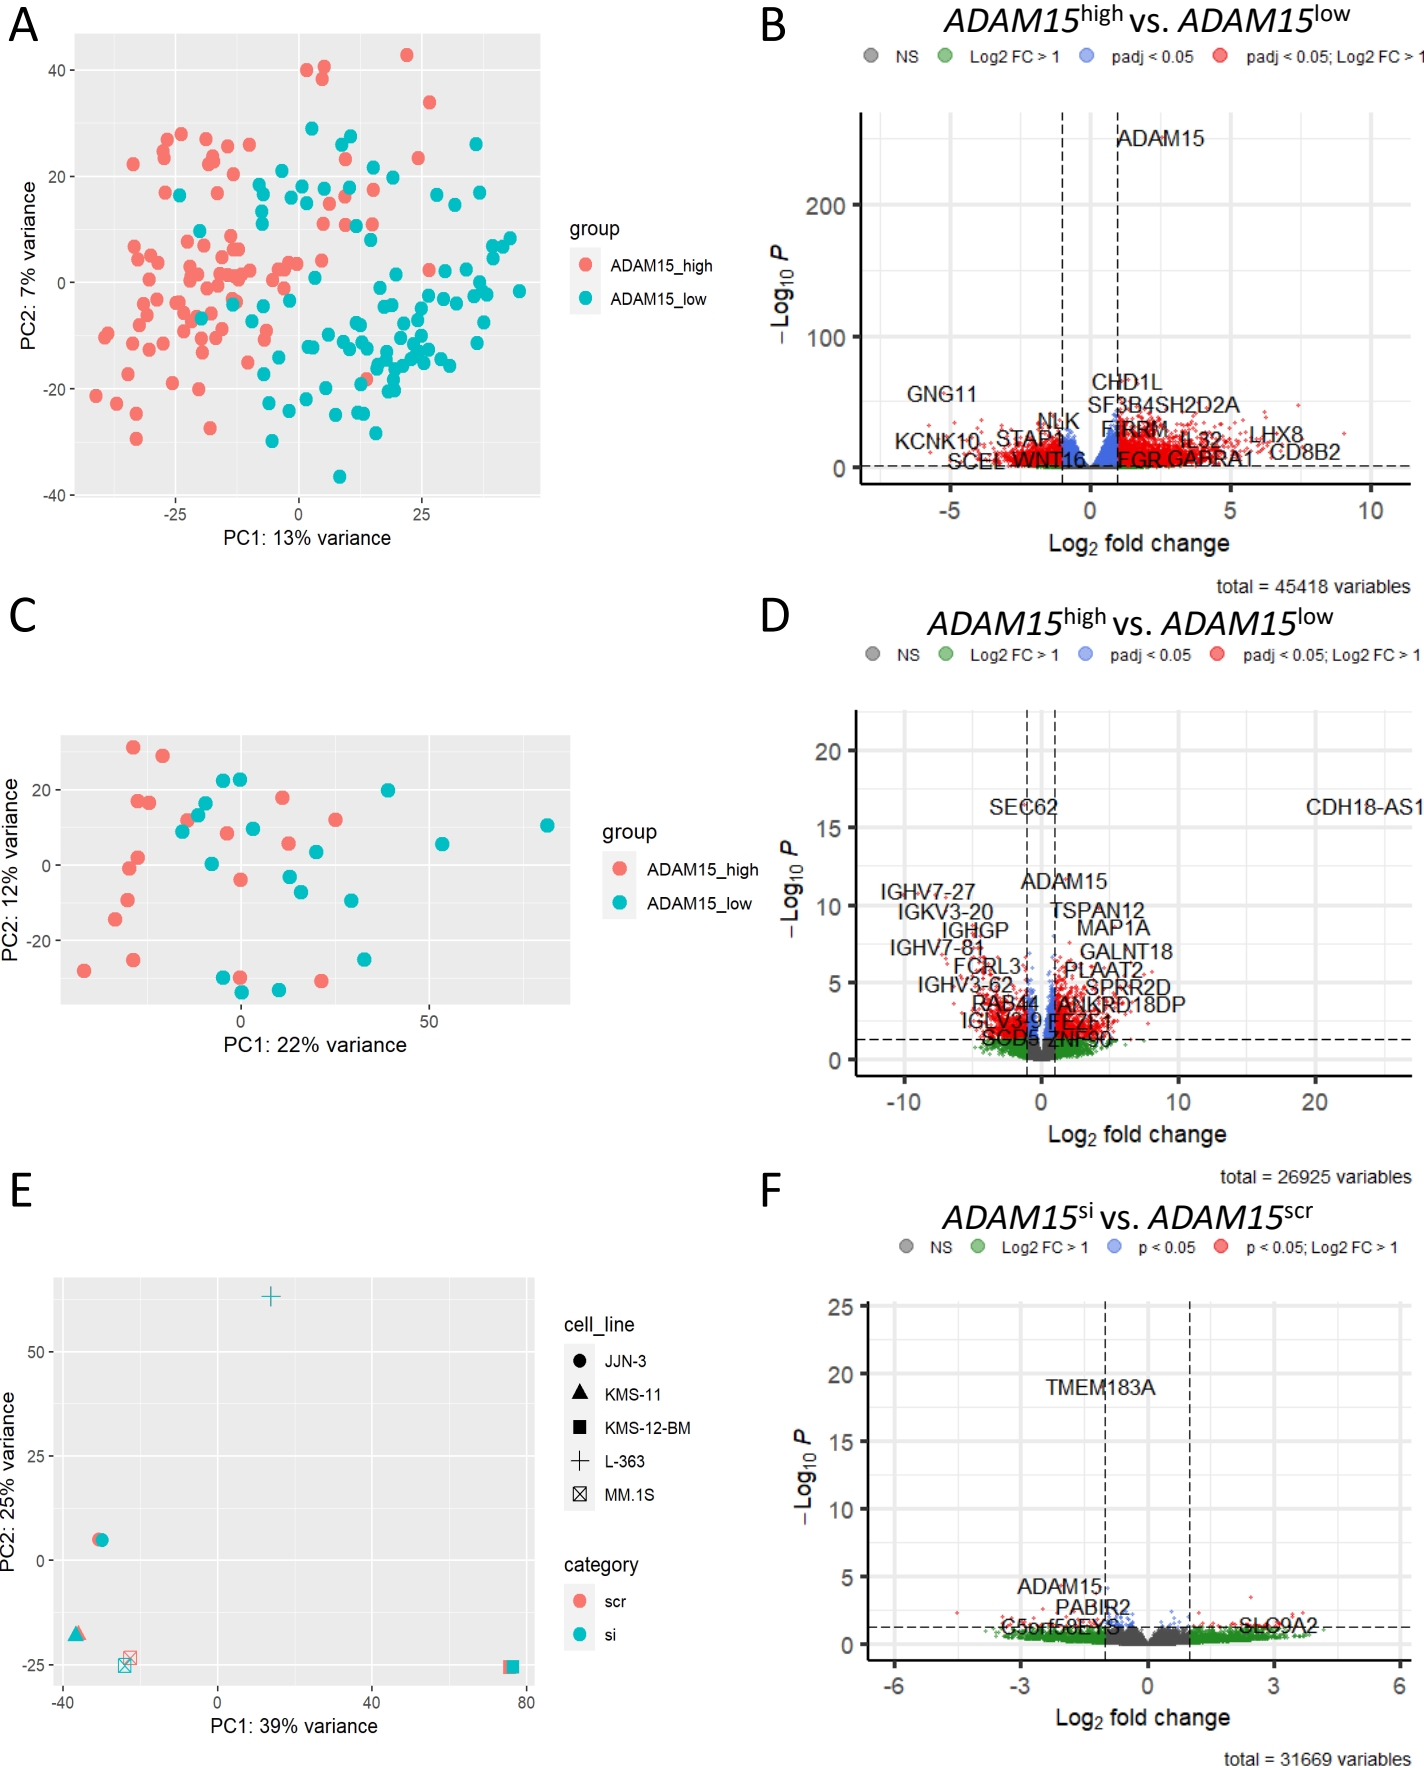 A
40
20
0
-20
-40
-25
0
25
PC1: 13% variance
PC2: 7% variance
group
ADAM15_high
ADAM15_low
B
ADAM15high vs. ADAM15low
NS
Log2 FC > 1
padj < 0.05
padj < 0.05; Log2 FC > 1
ADAM15
CHD1L
GNG11
SF3B4
SH2D2A
NLK
FIRRM
KCNK10
STAP1
IL32
LHX8
CD8B2
SCEL
WNT16
FGR
GABRA1
200
100
0
-5
0
5
10
−Log10 P
Log2 fold change
total = 45418 variables
C
20
0
-20
0
50
PC1: 22% variance
PC2: 12% variance
group
ADAM15_high
ADAM15_low
D
ADAM15high vs. ADAM15low
NS
Log2 FC > 1
padj < 0.05
padj < 0.05; Log2 FC > 1
SEC62
CDH18-AS1
ADAM15
IGHV7-27
IGKV3-20
TSPAN12
IGHGP
MAP1A
IGHV7-81
GALNT18
FCRL3
PLAAT2
IGHV3-62
SPRR2D
RAB44
ANKRD18DP
IGLV3-9
FEZF1
SCD5
ZNF90
20
15
10
5
0
-10
0
10
20
−Log10 P
Log2 fold change
total = 26925 variables
E
50
25
0
-25
-40
0
40
80
PC1: 39% variance
PC2: 25% variance
cell_line
JJN-3
KMS-11
KMS-12-BM
L-363
MM.1S
category
scr
si
F
ADAM15si vs. ADAM15scr
NS
Log2 FC > 1
p < 0.05
p < 0.05; Log2 FC > 1
TMEM183A
ADAM15
PABIR2
C5orf58
EYS
SLC9A2
25
20
15
10
5
0
-6
-3
0
3
6
−Log10 P
Log2 fold change
total = 31669 variables